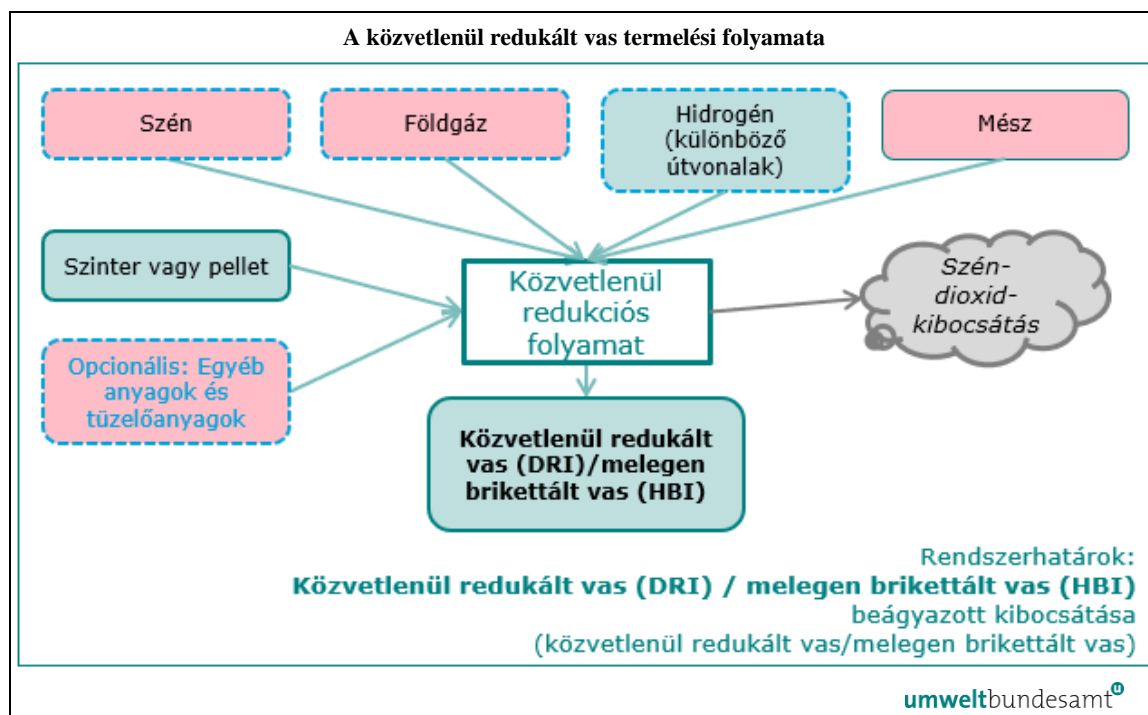 A közvetlenül redukált vas termelési folyamata
Szén
Földgáz
Hidrogén
(különböző
útvonalak)
Mész
Szinter vagy pellet
Közvetlenül
redukciós
folyamat
Szén-
dioxid-
kibocsátás
Opcionális: Egyéb
anyagok és
tüzelőanyagok
Közvetlenül redukált
vas (DRI)/melegen
brikettált vas (HBI)
Rendszerhatárok:
Közvetlenül redukált vas (DRI) / melegen brikettált vas (HBI)
beágyazott kibocsátása
(közvetlenül redukált vas/melegen brikettált vas)
umweltbundesamt